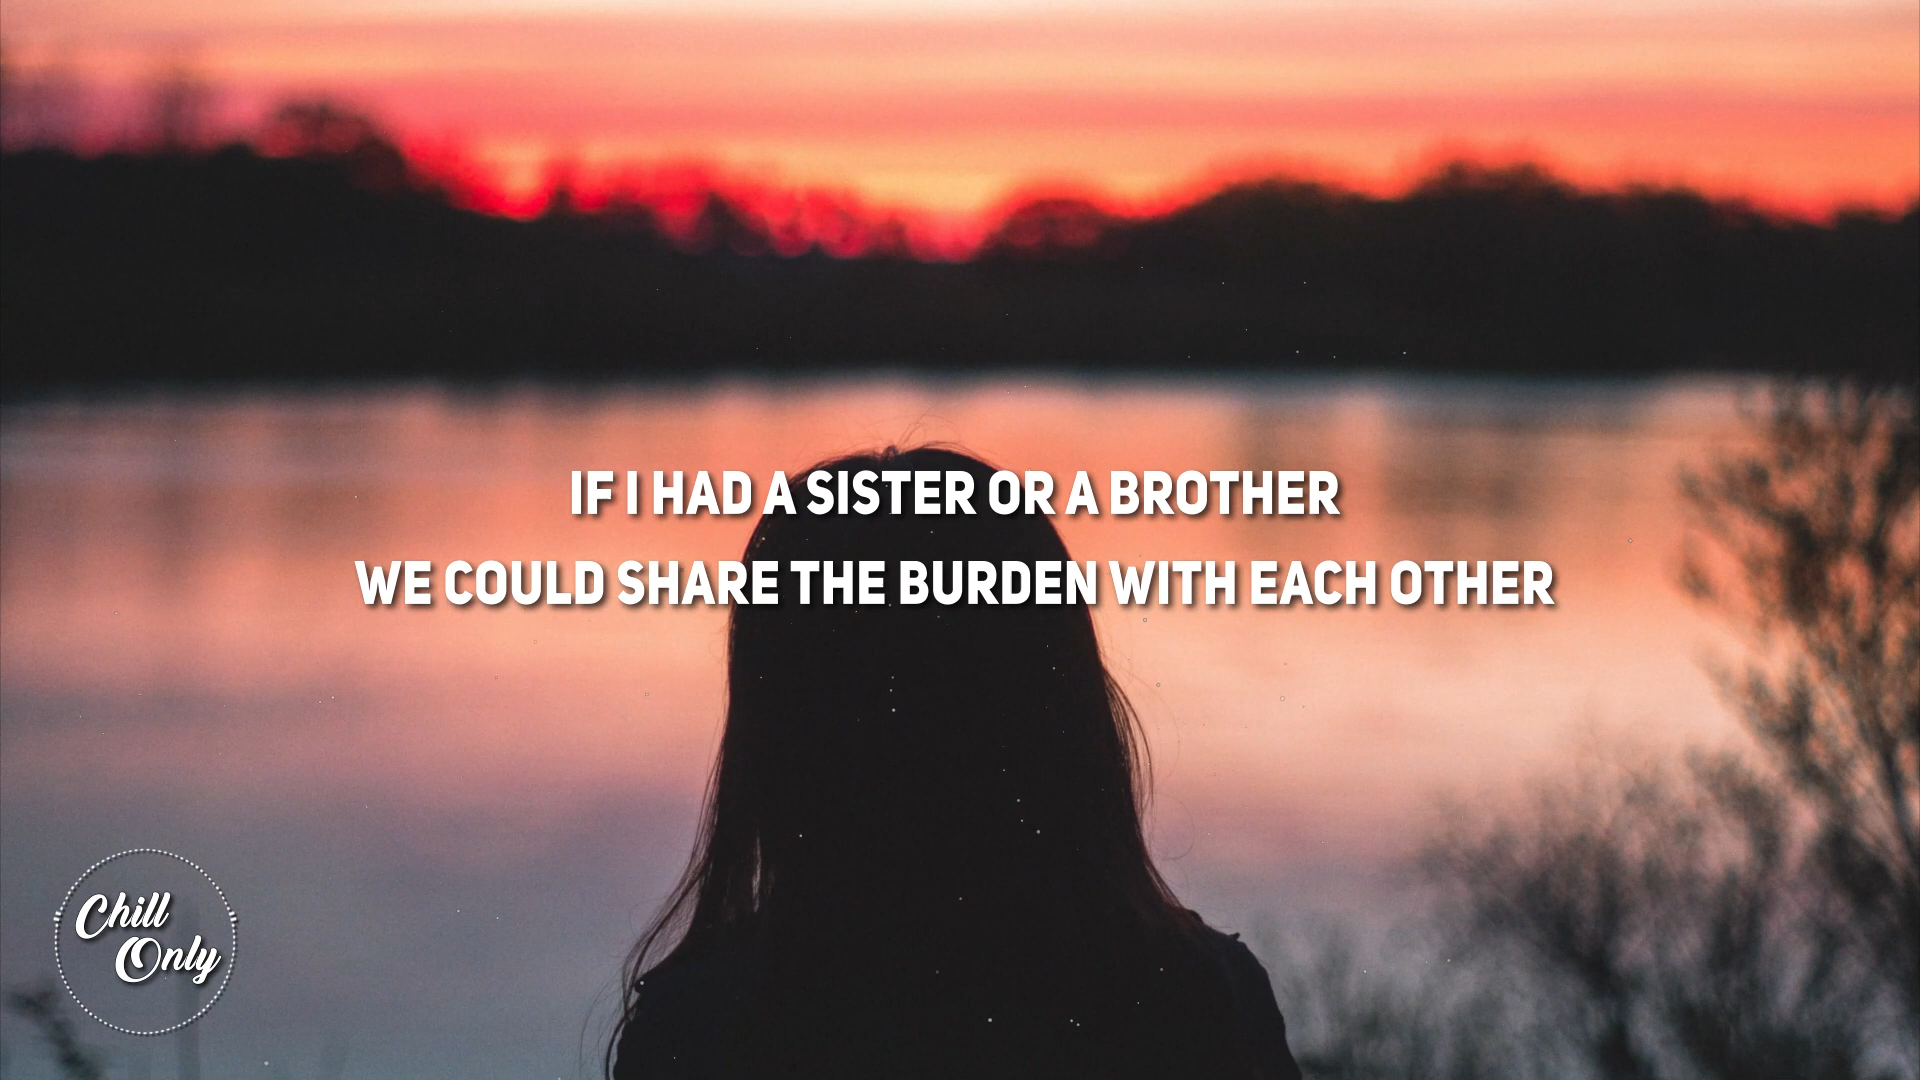 IF I HAD A SISTER OR A BROTHER
WE COULD SHARE THE BURDEN WITH EACH OTHER
Chill
Only